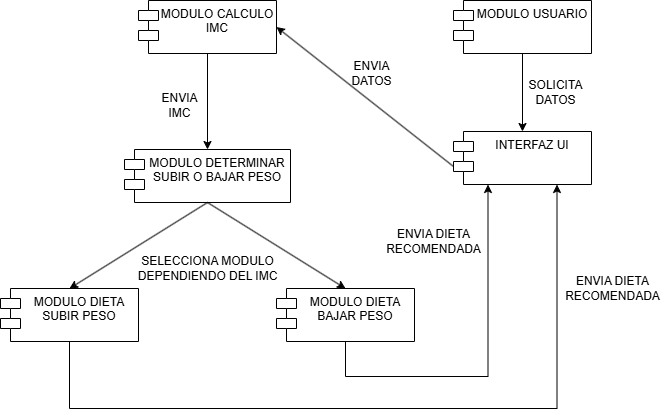 MODULO CALCULO
IMC
MODULO USUARIO
ENVIA
DATOS
SOLICITA
DATOS
ENVIA
IMC
INTERFAZ UI
MODULO DETERMINAR
SUBIR O BAJAR PESO
ENVIA DIETA
RECOMENDADA
SELECCIONA MODULO
DEPENDIENDO DEL IMC
ENVIA DIETA
RECOMENDADA
MODULO DIETA
SUBIR PESO
MODULO DIETA
BAJAR PESO